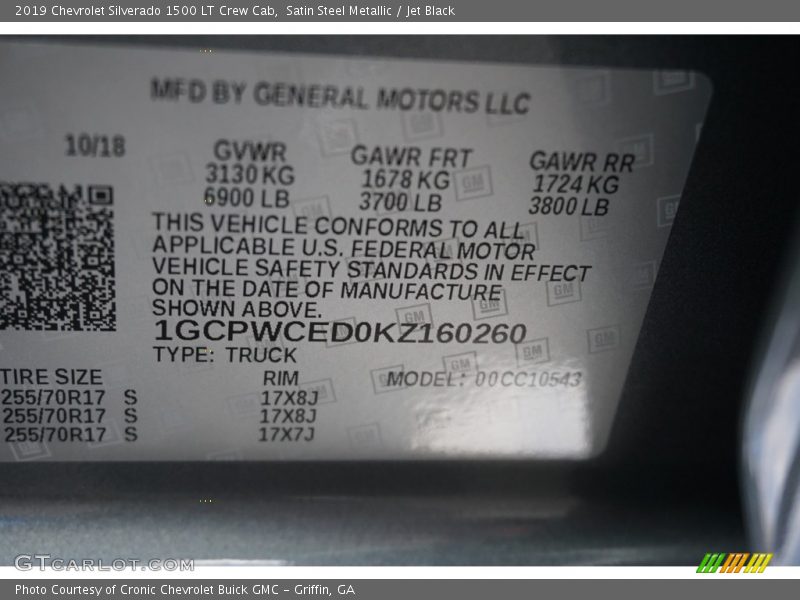 2019 Chevrolet Silverado 1500 LT Crew Cab, Satin Steel Metallic / Jet Black
MFD BY GENERAL MOTORS LLC
10/18 GVWR GAWR FRT GAWR RR
3130 KG 1678 KG 1724 KG
6900 LB 3700 LB 3800 LB
THIS VEHICLE CONFORMS TO ALL
APPLICABLE U.S. FEDERAL MOTOR
VEHICLE SAFETY STANDARDS IN EFFECT
ON THE DATE OF MANUFACTURE
SHOWN ABOVE.
1GCPWCED0KZ160260
TYPE: TRUCK
TIRE SIZE RIM MODEL: 00CC10543
255/70R17 S 17X8J
255/70R17 S 17X8J
255/70R17 S 17X7J
GTCARLOT.COM
Photo Courtesy of Cronic Chevrolet Buick GMC – Griffin, GA